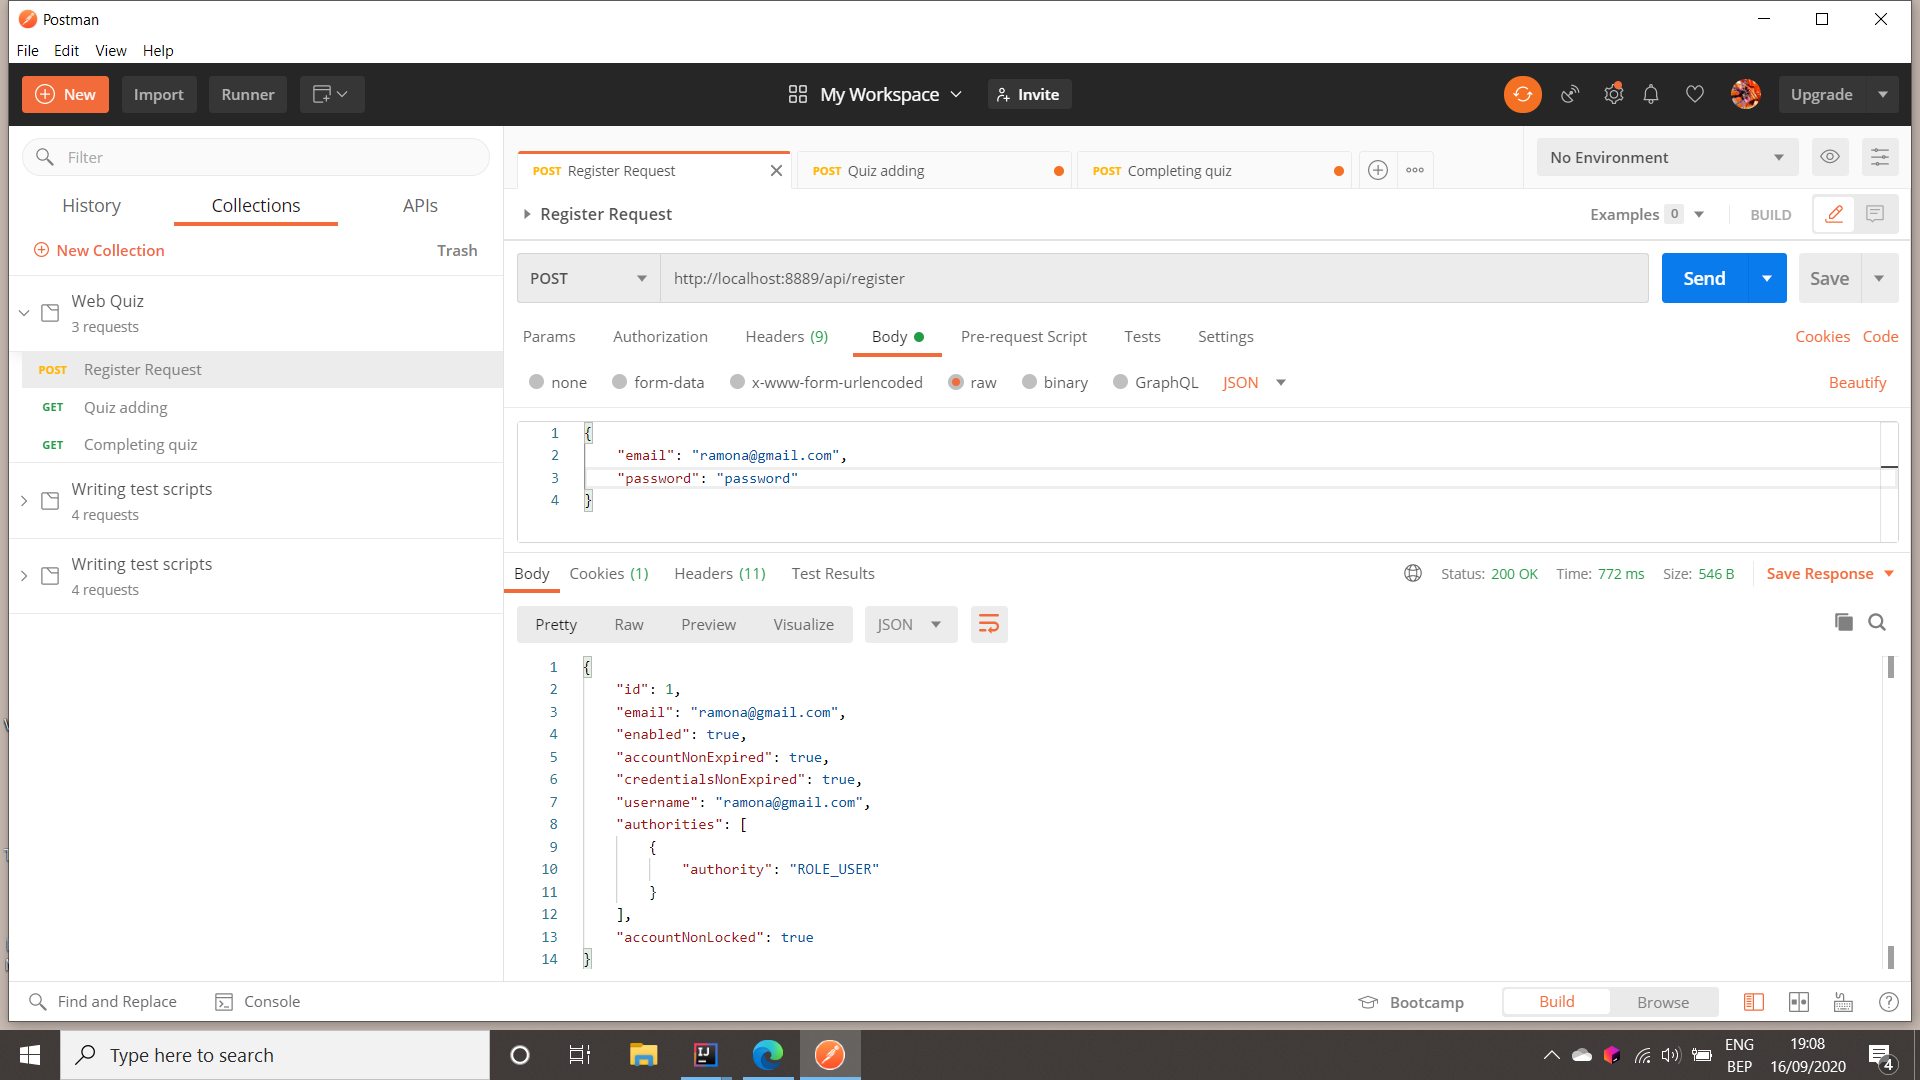 Postman
File Edit View Help
New Import Runner My Workspace Invite Upgrade
Filter
History Collections APIs
New Collection Trash
Web Quiz
3 requests
POST Register Request
GET Quiz adding
GET Completing quiz
Writing test scripts
4 requests
Writing test scripts
4 requests
POST Register Request POST Quiz adding POST Completing quiz No Environment
Register Request Examples 0 BUILD
POST http://localhost:8889/api/register Send Save
Params Authorization Headers (9) Body Pre-request Script Tests Settings Cookies Code
none form-data x-www-form-urlencoded raw binary GraphQL JSON Beautify
1 {
2 "email": "ramona@gmail.com",
3 "password": "password"
4 }
Body Cookies (1) Headers (11) Test Results Status: 200 OK Time: 772 ms Size: 546 B Save Response
Pretty Raw Preview Visualize JSON
1 {
2 "id": 1,
3 "email": "ramona@gmail.com",
4 "enabled": true,
5 "accountNonExpired": true,
6 "credentialsNonExpired": true,
7 "username": "ramona@gmail.com",
8 "authorities": [
9 {
10 "authority": "ROLE_USER"
11 }
12 ],
13 "accountNonLocked": true
14 }
Find and Replace Console Bootcamp Build Browse
Type here to search
IJ
ENG
BEP
19:08
16/09/2020
4